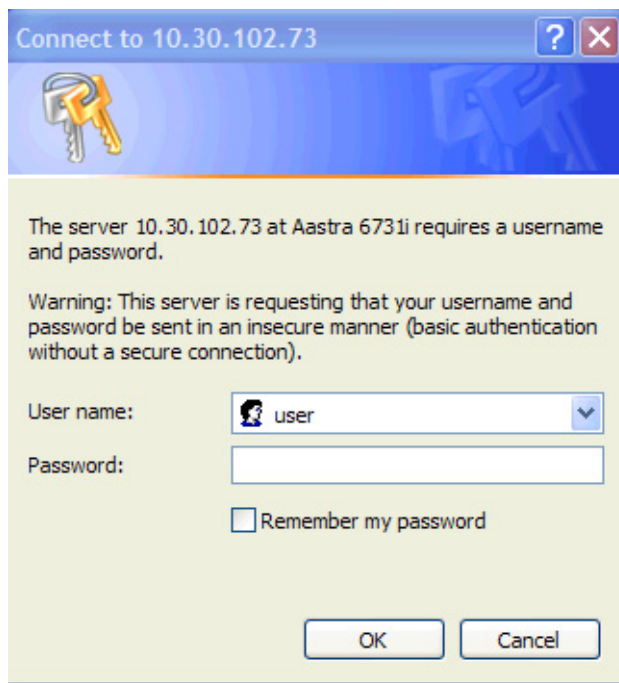 Connect to 10.30.102.73
The server 10.30.102.73 at Aastra 6731i requires a username
and password.
Warning: This server is requesting that your username and
password be sent in an insecure manner (basic authentication
without a secure connection).
User name:
user
Password:
Remember my password
OK
Cancel